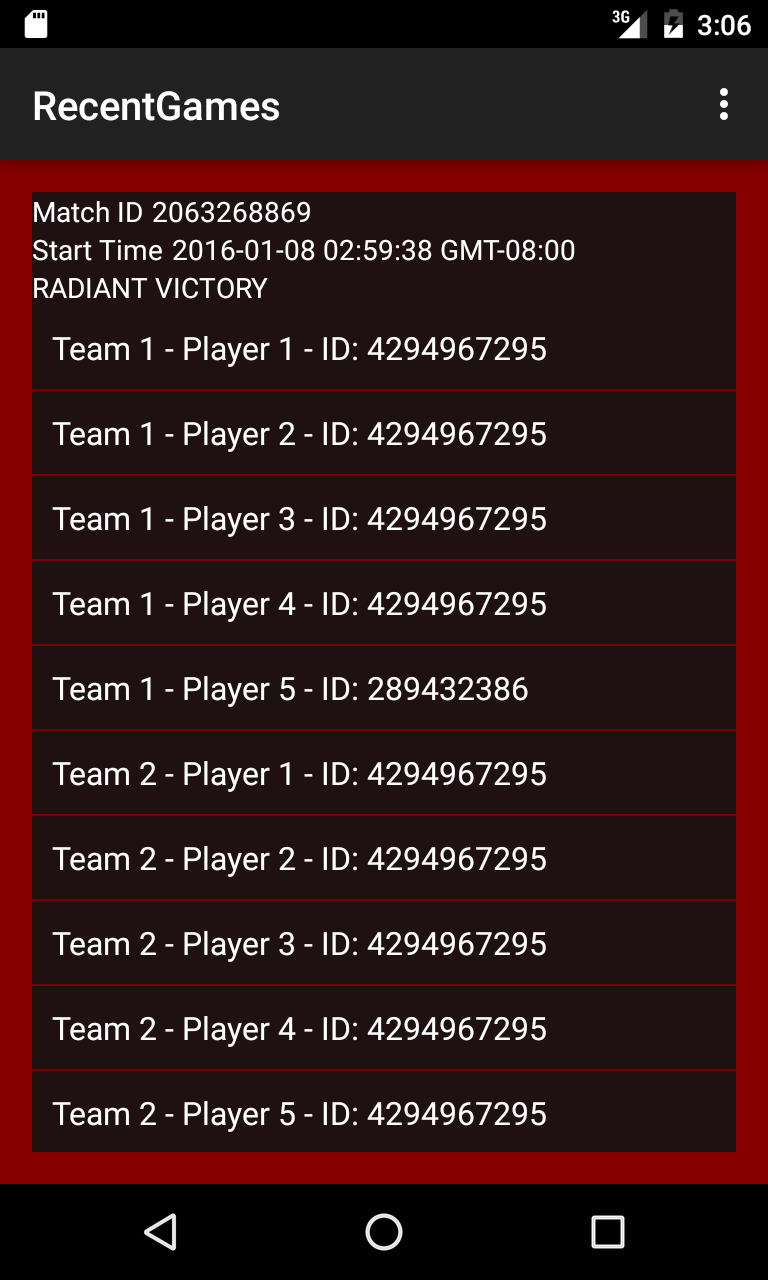 3G 3:06
RecentGames
Match ID 2063268869
Start Time 2016-01-08 02:59:38 GMT-08:00
RADIANT VICTORY
Team 1 - Player 1 - ID: 4294967295
Team 1 - Player 2 - ID: 4294967295
Team 1 - Player 3 - ID: 4294967295
Team 1 - Player 4 - ID: 4294967295
Team 1 - Player 5 - ID: 289432386
Team 2 - Player 1 - ID: 4294967295
Team 2 - Player 2 - ID: 4294967295
Team 2 - Player 3 - ID: 4294967295
Team 2 - Player 4 - ID: 4294967295
Team 2 - Player 5 - ID: 4294967295